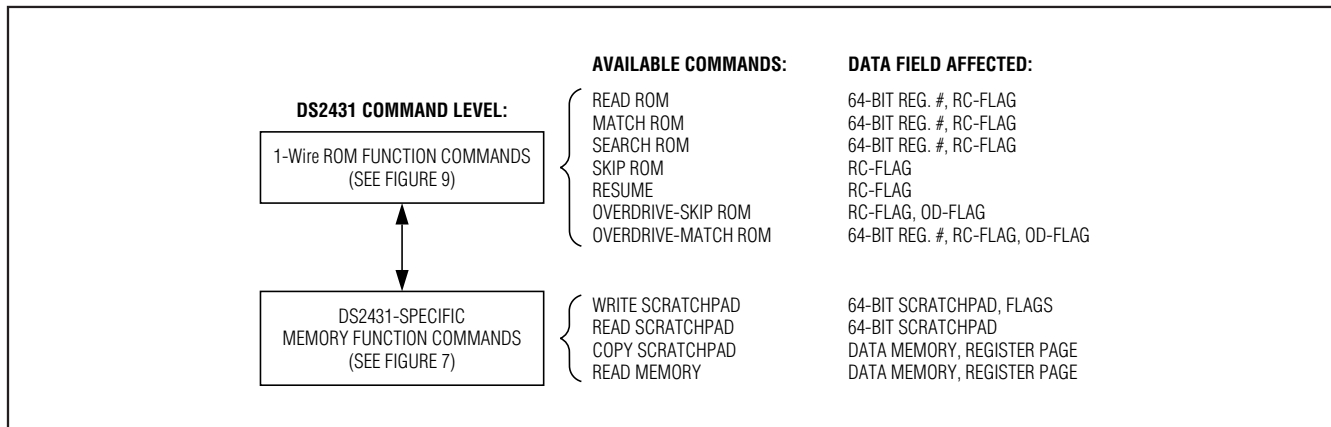 AVAILABLE COMMANDS: DATA FIELD AFFECTED:
DS2431 COMMAND LEVEL:
1-Wire ROM FUNCTION COMMANDS
(SEE FIGURE 9)
READ ROM 64-BIT REG. #, RC-FLAG
MATCH ROM 64-BIT REG. #, RC-FLAG
SEARCH ROM 64-BIT REG. #, RC-FLAG
SKIP ROM RC-FLAG
RESUME RC-FLAG
OVERDRIVE-SKIP ROM RC-FLAG, OD-FLAG
OVERDRIVE-MATCH ROM 64-BIT REG. #, RC-FLAG, OD-FLAG
DS2431-SPECIFIC
MEMORY FUNCTION COMMANDS
(SEE FIGURE 7)
WRITE SCRATCHPAD 64-BIT SCRATCHPAD, FLAGS
READ SCRATCHPAD 64-BIT SCRATCHPAD
COPY SCRATCHPAD DATA MEMORY, REGISTER PAGE
READ MEMORY DATA MEMORY, REGISTER PAGE